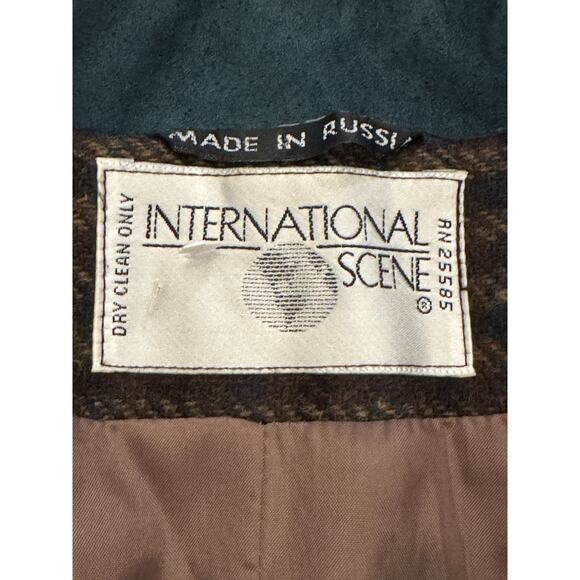 MADE IN RUSSIA
DRY CLEAN ONLY
INTERNATIONAL
SCENE®
RN 25585